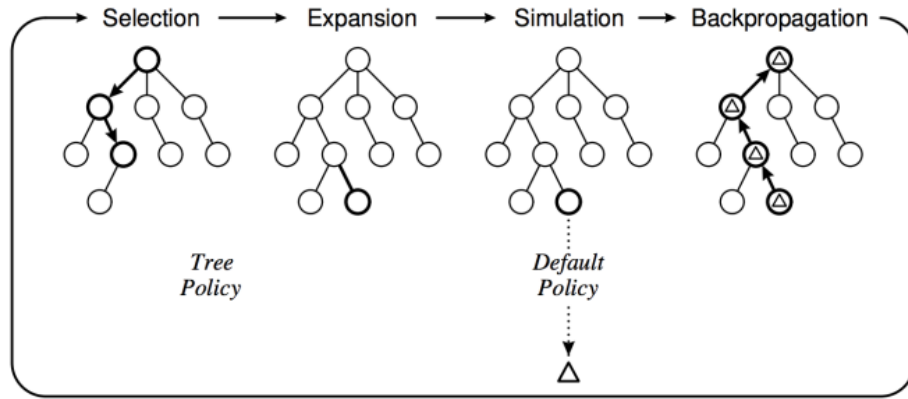 Selection Expansion Simulation Backpropagation
Tree
Policy
Default
Policy